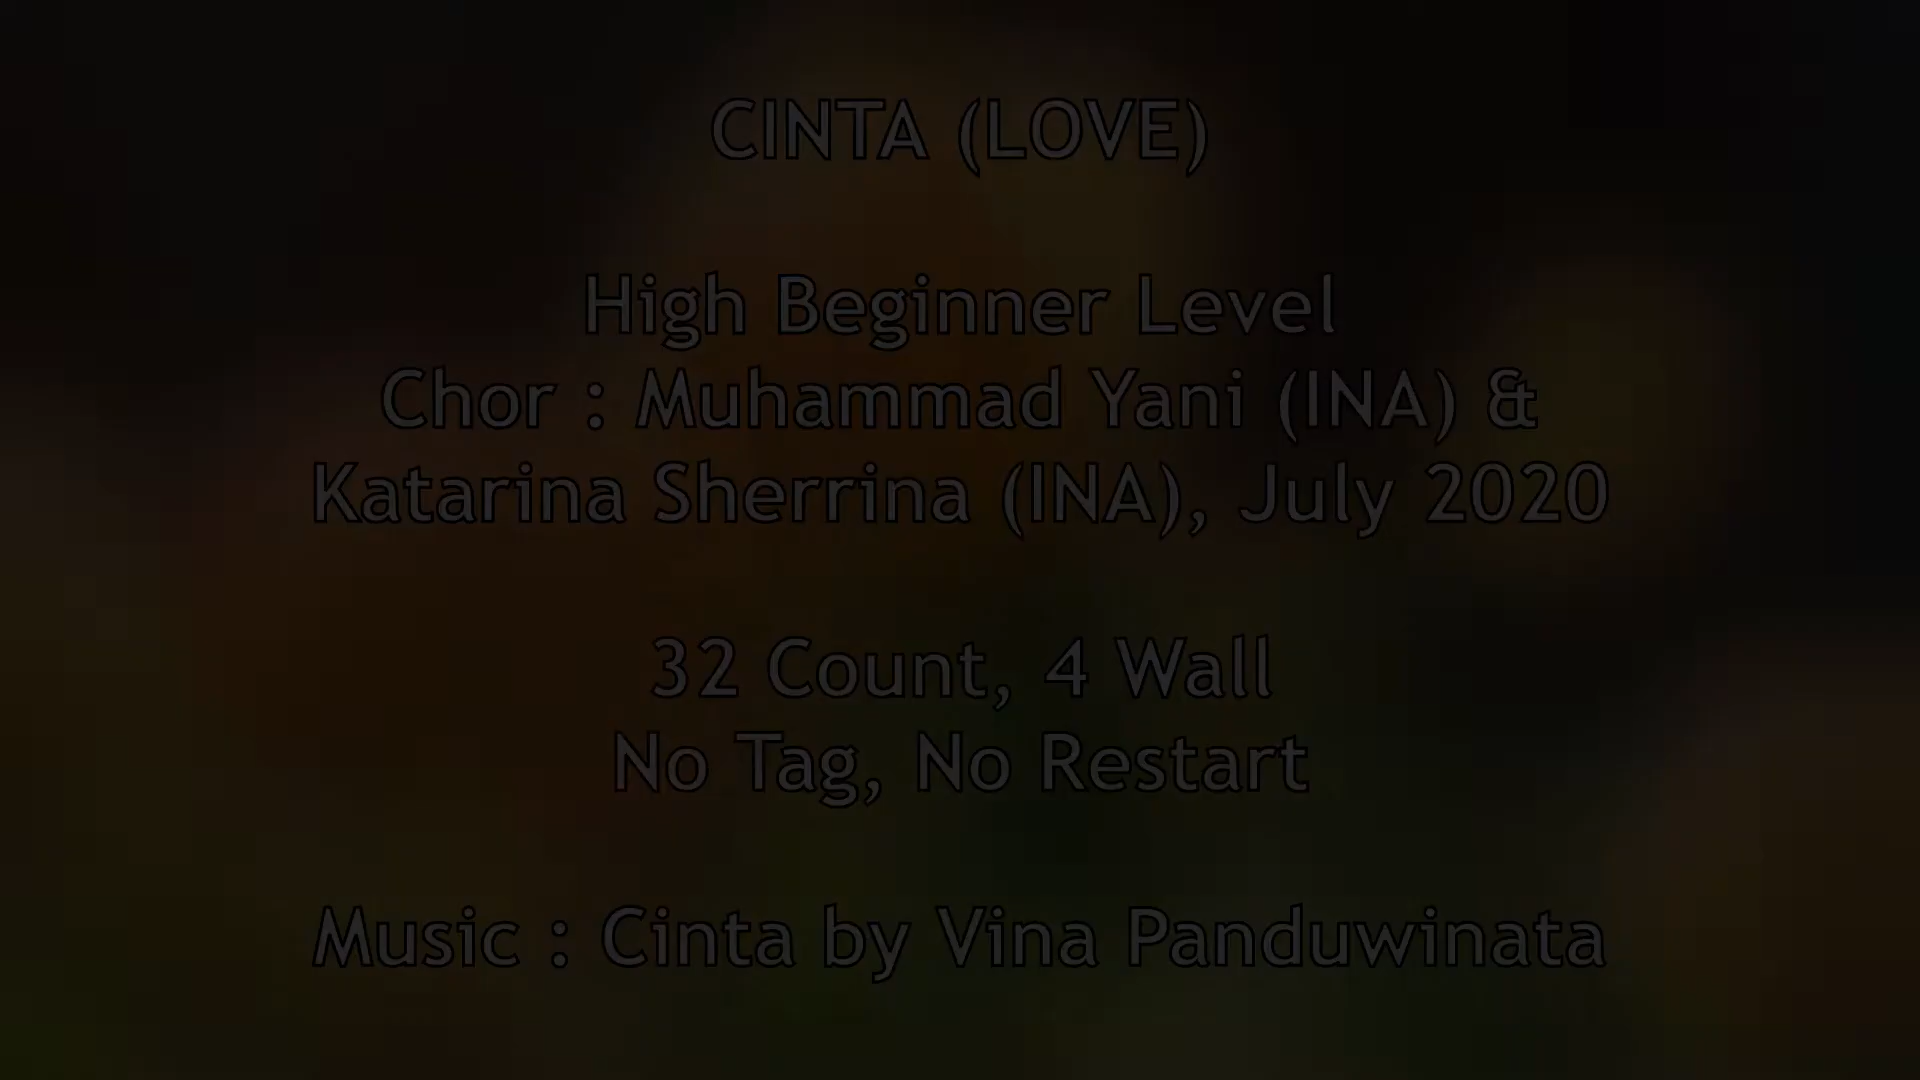 CINTA (LOVE)
High Beginner Level
Chor : Muhammad Yani (INA) &
Katarina Sherrina (INA), July 2020
32 Count, 4 Wall
No Tag, No Restart
Music : Cinta by Vina Panduwinata